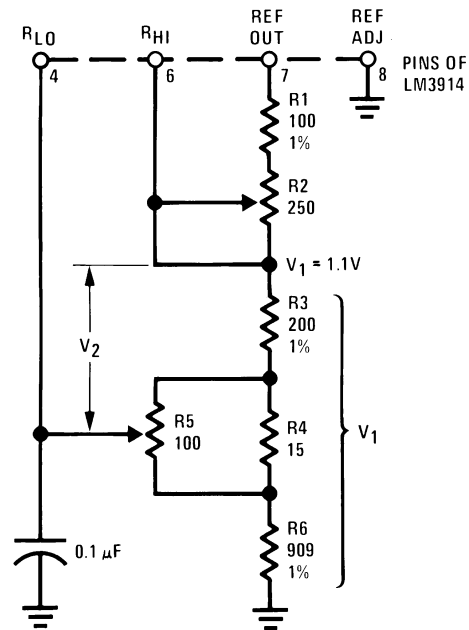 RLO
4
RHI
6
REF
OUT
7
REF
ADJ
8
PINS OF
LM3914
R1
100
1%
R2
250
V1 = 1.1V
R3
200
1%
V2
R5
100
R4
15
V1
0.1 μF
R6
909
1%